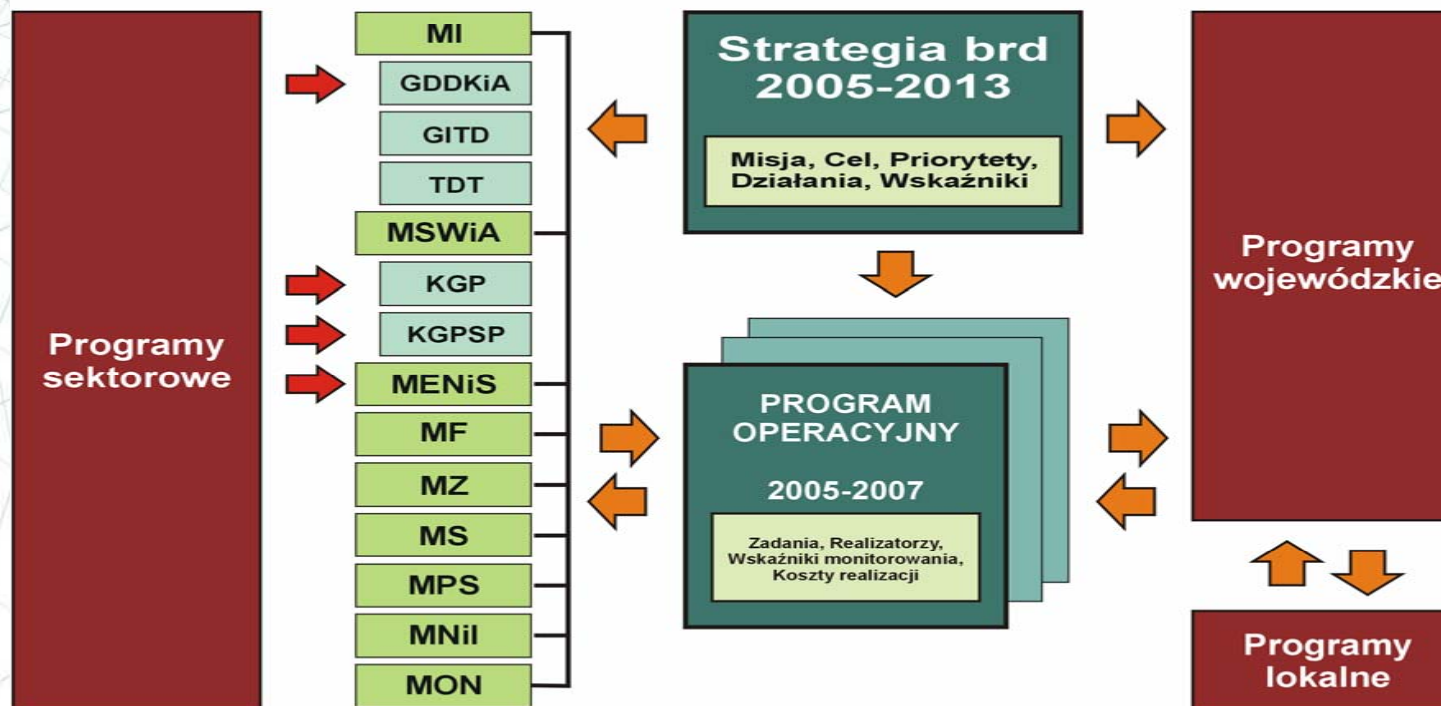 Programy
sektorowe
MI
GDDKiA
GITD
TDT
MSWiA
KGP
KGPSP
MENiS
MF
MZ
MS
MPS
MNiI
MON
Strategia brd
2005-2013
Misja, Cel, Priorytety,
Działania, Wskaźniki
PROGRAM
OPERACYJNY
2005-2007
Zadania, Realizatorzy,
Wskaźniki monitorowania,
Koszty realizacji
Programy
wojewódzkie
Programy
lokalne